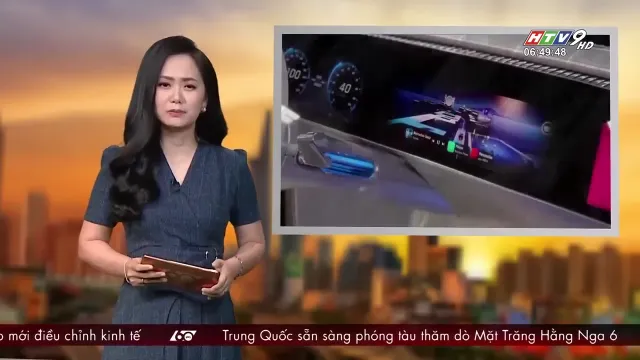 HTV9 HD
06:49:48
100
40
o mới điều chỉnh kinh tế
60
Trung Quốc sẵn sàng phóng tàu thăm dò Mặt Trăng Hằng Nga 6